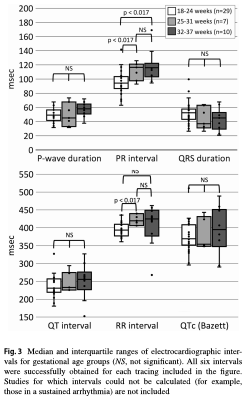 18-24 weeks (n=29)
25-31 weeks (n=7)
32-37 weeks (n=10)
200
180
160
140
120
100
80
60
40
20
0
msec
p < 0.017
NS
p < 0.017
NS
NS
P-wave duration
PR interval
QRS duration
550
500
450
400
350
300
250
200
150
msec
NS
p < 0.017
NS
NS
NS
QT interval
RR interval
QTc (Bazett)
Fig. 3 Median and interquartile ranges of electrocardiographic inter-
vals for gestational age groups (NS, not significant). All six intervals
were successfully obtained for each tracing included in the figure.
Studies for which intervals could not be calculated (for example,
those in a sustained arrhythmia) are not included